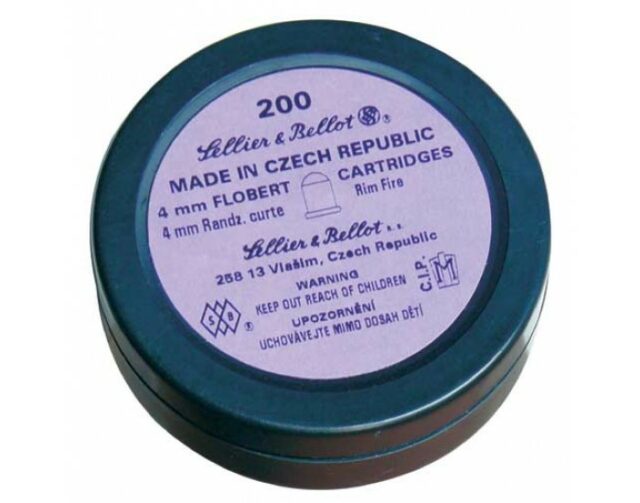 200
Sellier & Bellot ®
MADE IN CZECH REPUBLIC
4 mm FLOBERT CARTRIDGES
4 mm Randz. curte Rim Fire
Sellier & Bellot a.s.
258 13 Vlašim, Czech Republic
WARNING
KEEP OUT REACH OF CHILDREN
UPOZORNĚNÍ
UCHOVÁVEJTE MIMO DOSAH DĚTÍ
S B ®
C.I.P.